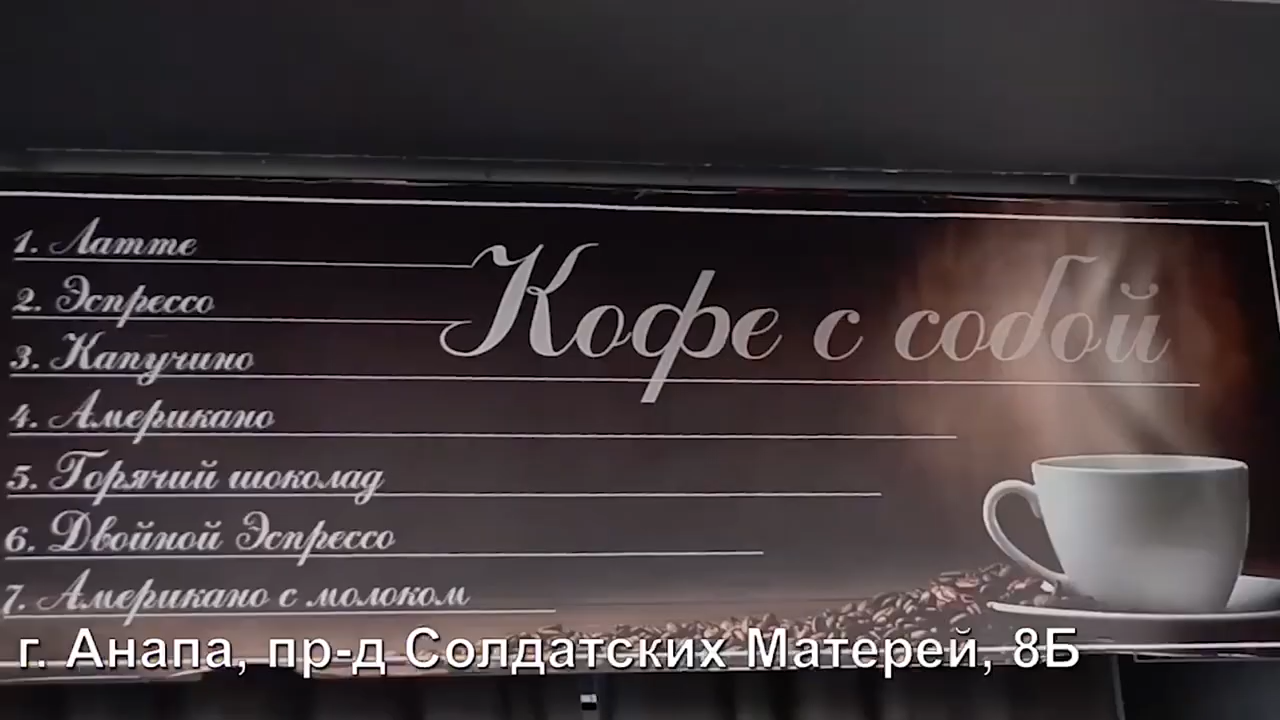 1. Латте
2. Эспрессо
Кофе с собой
3. Капучино
4. Американо
5. Горячий шоколад
6. Двойной Эспрессо
7. Американо с молоком
г. Анапа, пр-д Солдатских Матерей, 8Б